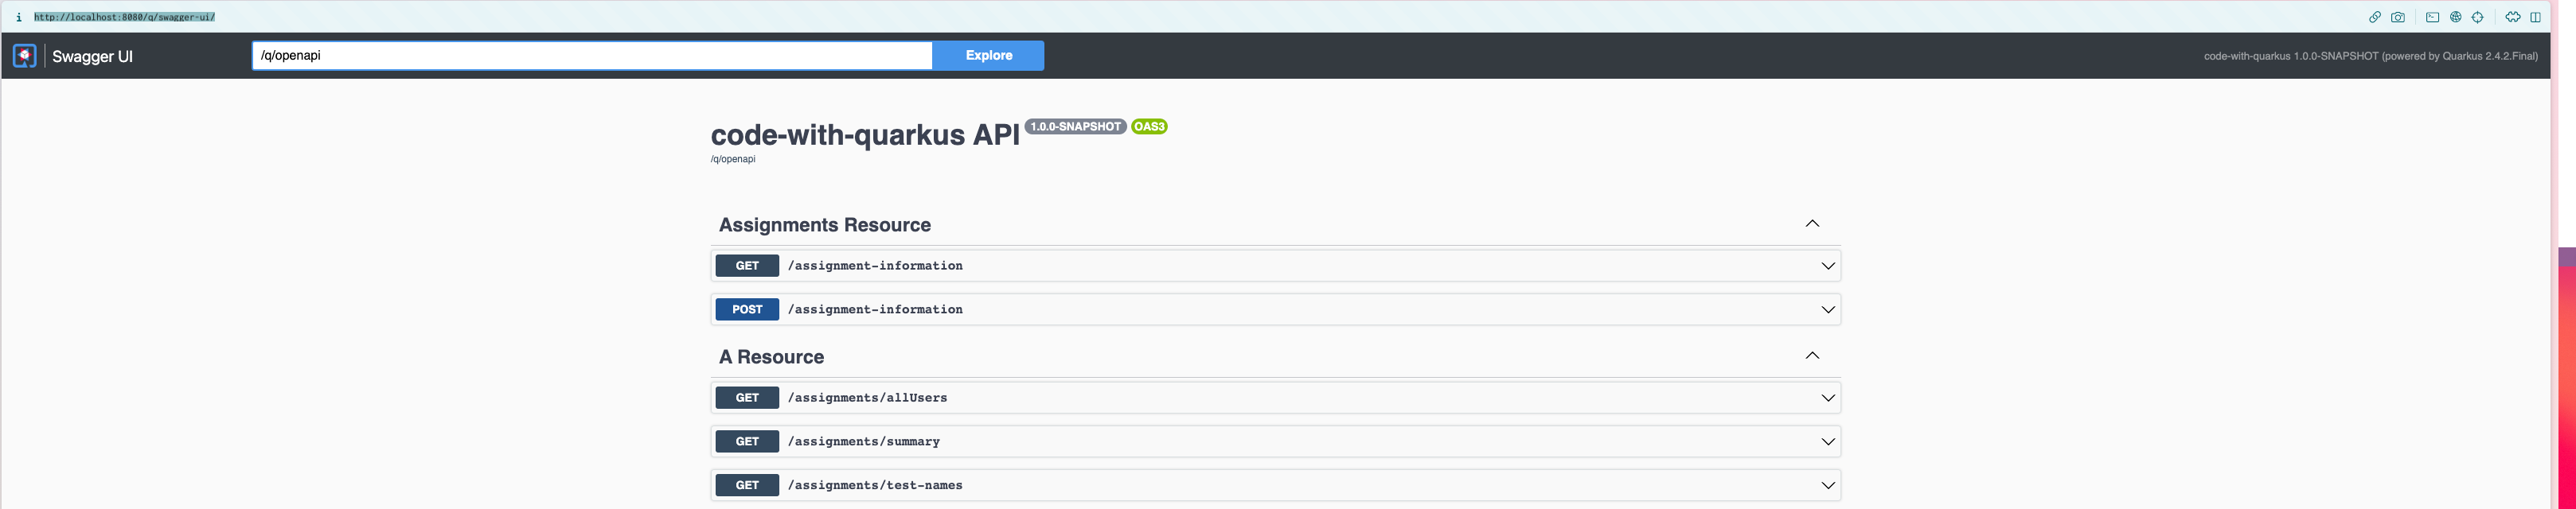 http://localhost:8080/q/swagger-ui/
Swagger UI
/q/openapi
Explore
code-with-quarkus 1.0.0-SNAPSHOT (powered by Quarkus 2.4.2.Final)
code-with-quarkus API 1.0.0-SNAPSHOT OAS3
/q/openapi
Assignments Resource
GET /assignment-information
POST /assignment-information
A Resource
GET /assignments/allUsers
GET /assignments/summary
GET /assignments/test-names